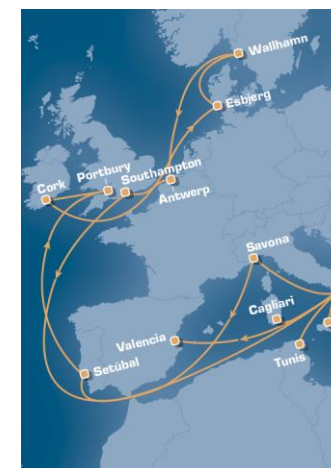 Wallhamn
Esbjerg
Portbury
Southampton
Cork
Antwerp
Savona
Cagliari
Valencia
Tunis
Setúbal